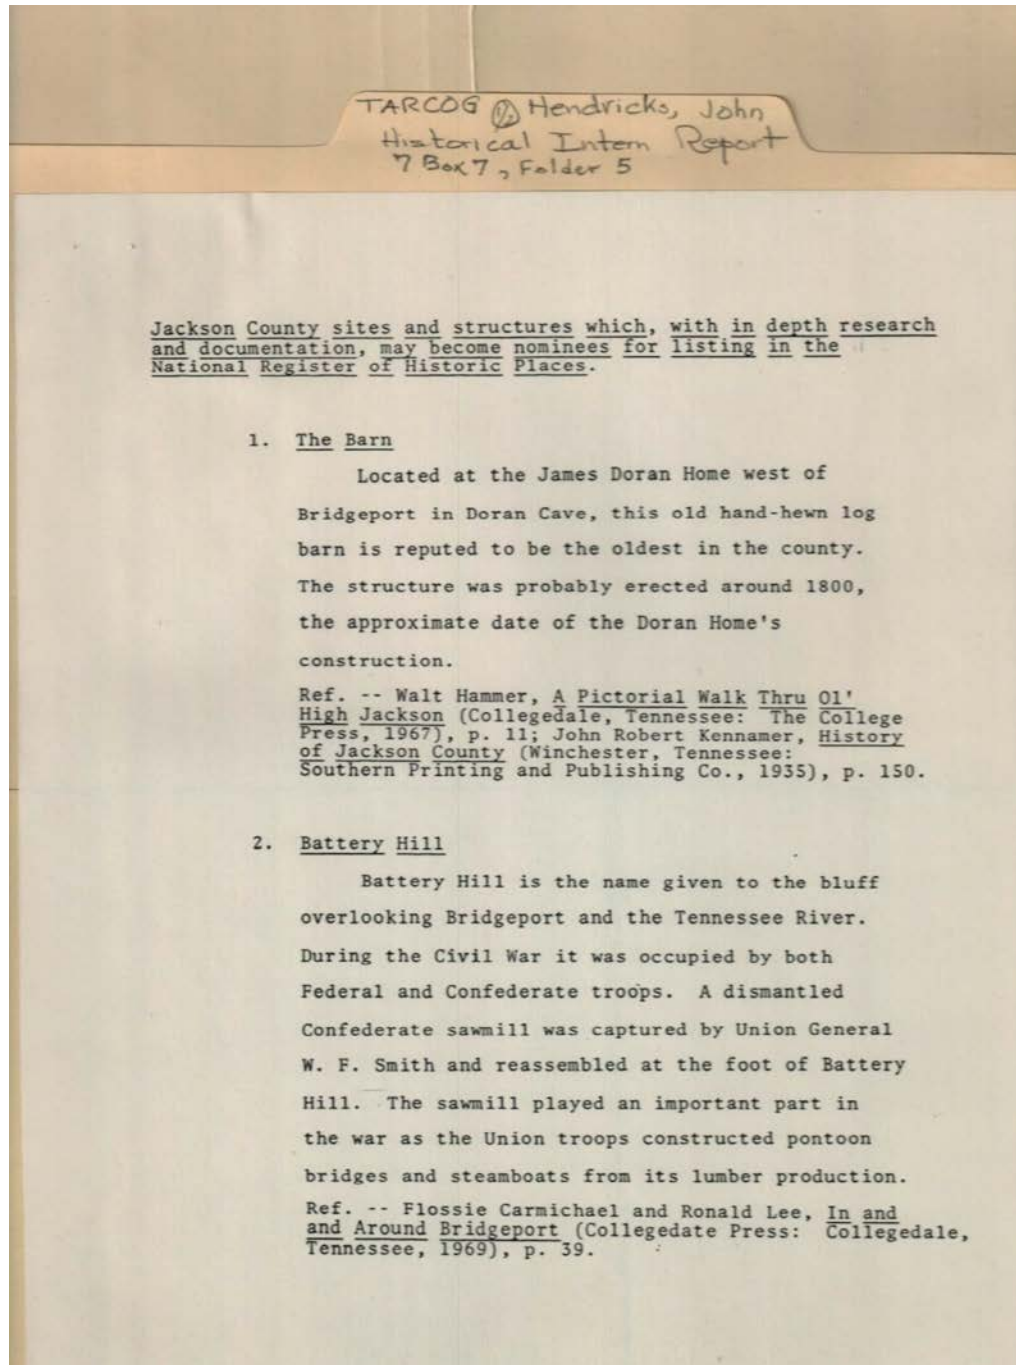 TARCOG % Hendricks, John
Historical Intern Report
7 Box 7, Folder 5
Jackson County sites and structures which, with in depth research
and documentation, may become nominees for listing in the
National Register of Historic Places.
1. The Barn
Located at the James Doran Home west of
Bridgeport in Doran Cave, this old hand-hewn log
barn is reputed to be the oldest in the county.
The structure was probably erected around 1800,
the approximate date of the Doran Home's
construction.
Ref. -- Walt Hammer, A Pictorial Walk Thru Ol'
High Jackson (Collegedale, Tennessee: The College
Press, 1967), p. 11; John Robert Kennamer, History
of Jackson County (Winchester, Tennessee:
Southern Printing and Publishing Co., 1935), p. 150.
2. Battery Hill
Battery Hill is the name given to the bluff
overlooking Bridgeport and the Tennessee River.
During the Civil War it was occupied by both
Federal and Confederate troops. A dismantled
Confederate sawmill was captured by Union General
W. F. Smith and reassembled at the foot of Battery
Hill. The sawmill played an important part in
the war as the Union troops constructed pontoon
bridges and steamboats from its lumber production.
Ref. -- Flossie Carmichael and Ronald Lee, In and
and Around Bridgeport (Collegedate Press: Collegedale,
Tennessee, 1969), p. 39.